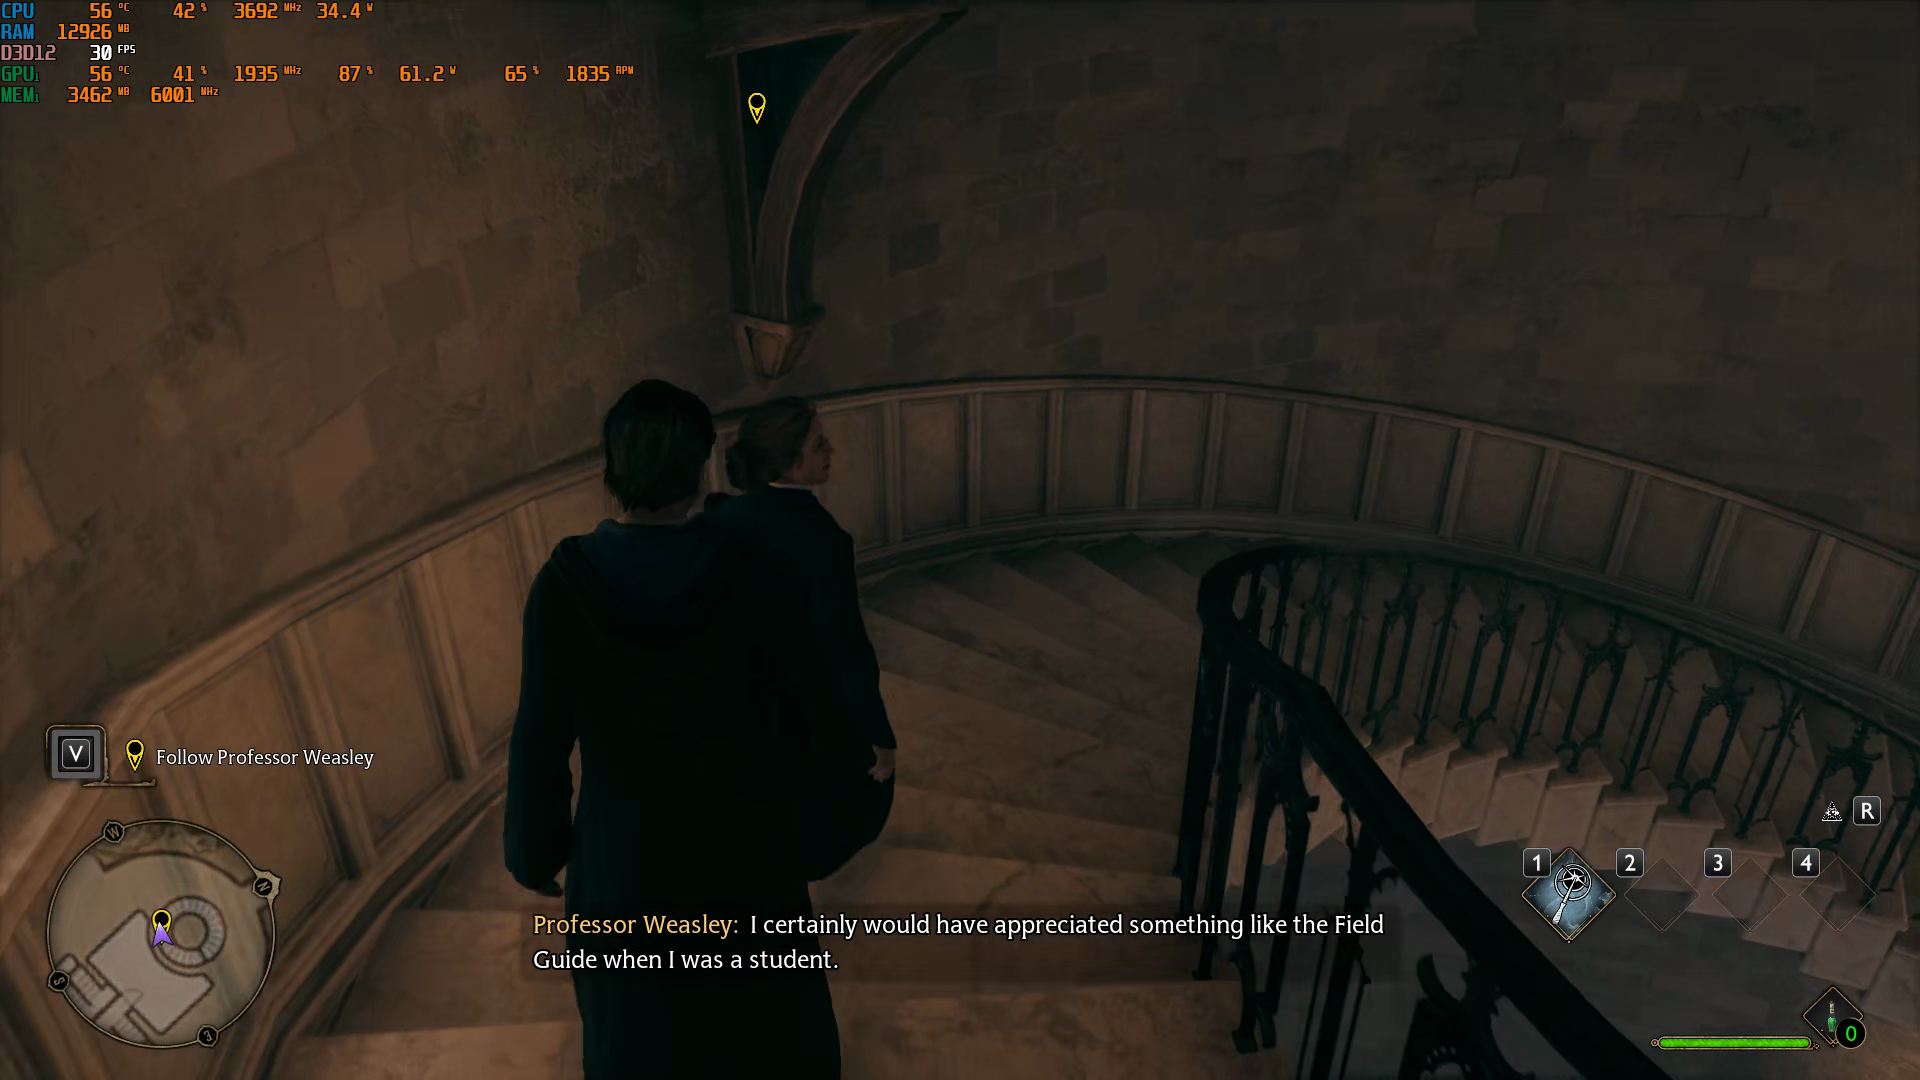 CPU 56 °C 42 % 3692 MHz 34.4 W
RAM 12926 MB
D3D12 30 FPS
GPU1 56 °C 41 % 1935 MHz 87 % 61.2 W 65 % 1835 RPM
MEM1 3462 MB 6001 MHz
V Follow Professor Weasley
W
N
S
E
R
1 2 3 4
Professor Weasley: I certainly would have appreciated something like the Field
Guide when I was a student.
0